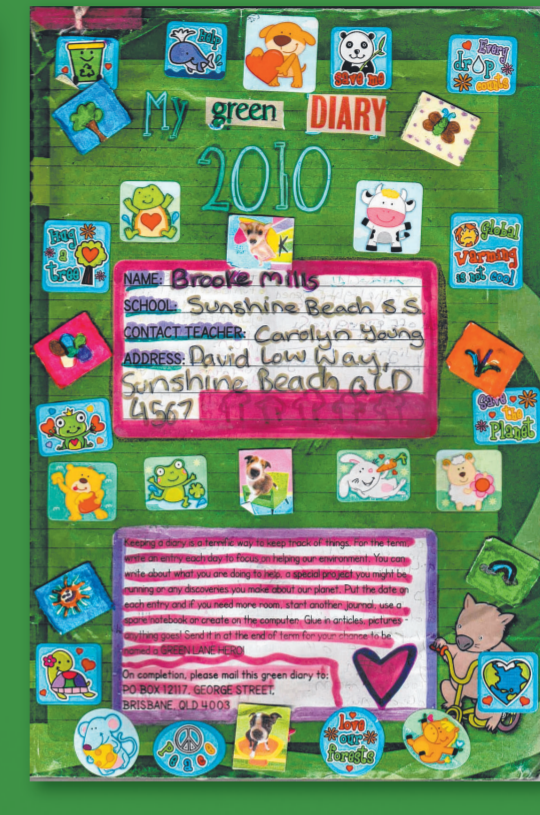 help
save me
Every
drop
counts
My green DIARY
2010
K
Hug
a
tree
global
warming
is not cool
NAME: Brooke Mills
SCHOOL: Sunshine Beach S.S.
CONTACT TEACHER: Carolyn Young
ADDRESS: David Low Way,
Sunshine Beach QLD
4567
Save
the
Planet
Keeping a diary is a terrific way to keep track of things. For the term,
write an entry each day to focus on helping our environment. You can
write about what you are doing to help, a special project you might be
running or any discoveries you make about our planet. Put the date on
each entry and if you need more room, start another journal, use a
spare notebook or create on the computer. Glue in articles, pictures
anything goes! Send it in at the end of term for your chance to be
named a GREEN LANE HERO!
On completion, please mail this green diary to:
PO BOX 12117, GEORGE STREET,
BRISBANE, QLD 4003
Peace
love
our
forests